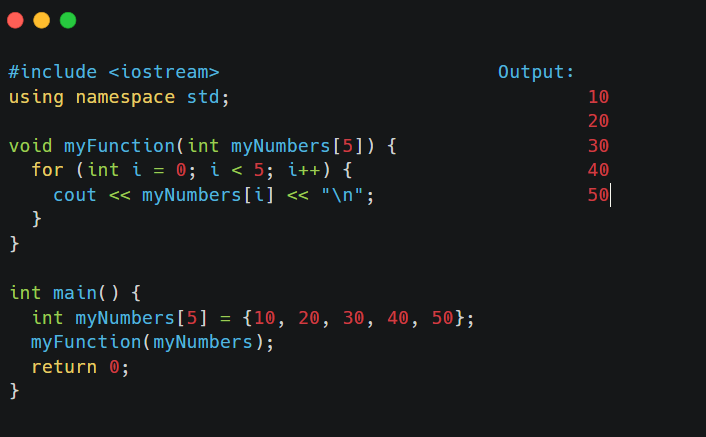 #include <iostream>                         Output:
using namespace std;                                10
                                                    20
void myFunction(int myNumbers[5]) {                 30
  for (int i = 0; i < 5; i++) {                     40
    cout << myNumbers[i] << "\n";                   50
  }
}

int main() {
  int myNumbers[5] = {10, 20, 30, 40, 50};
  myFunction(myNumbers);
  return 0;
}